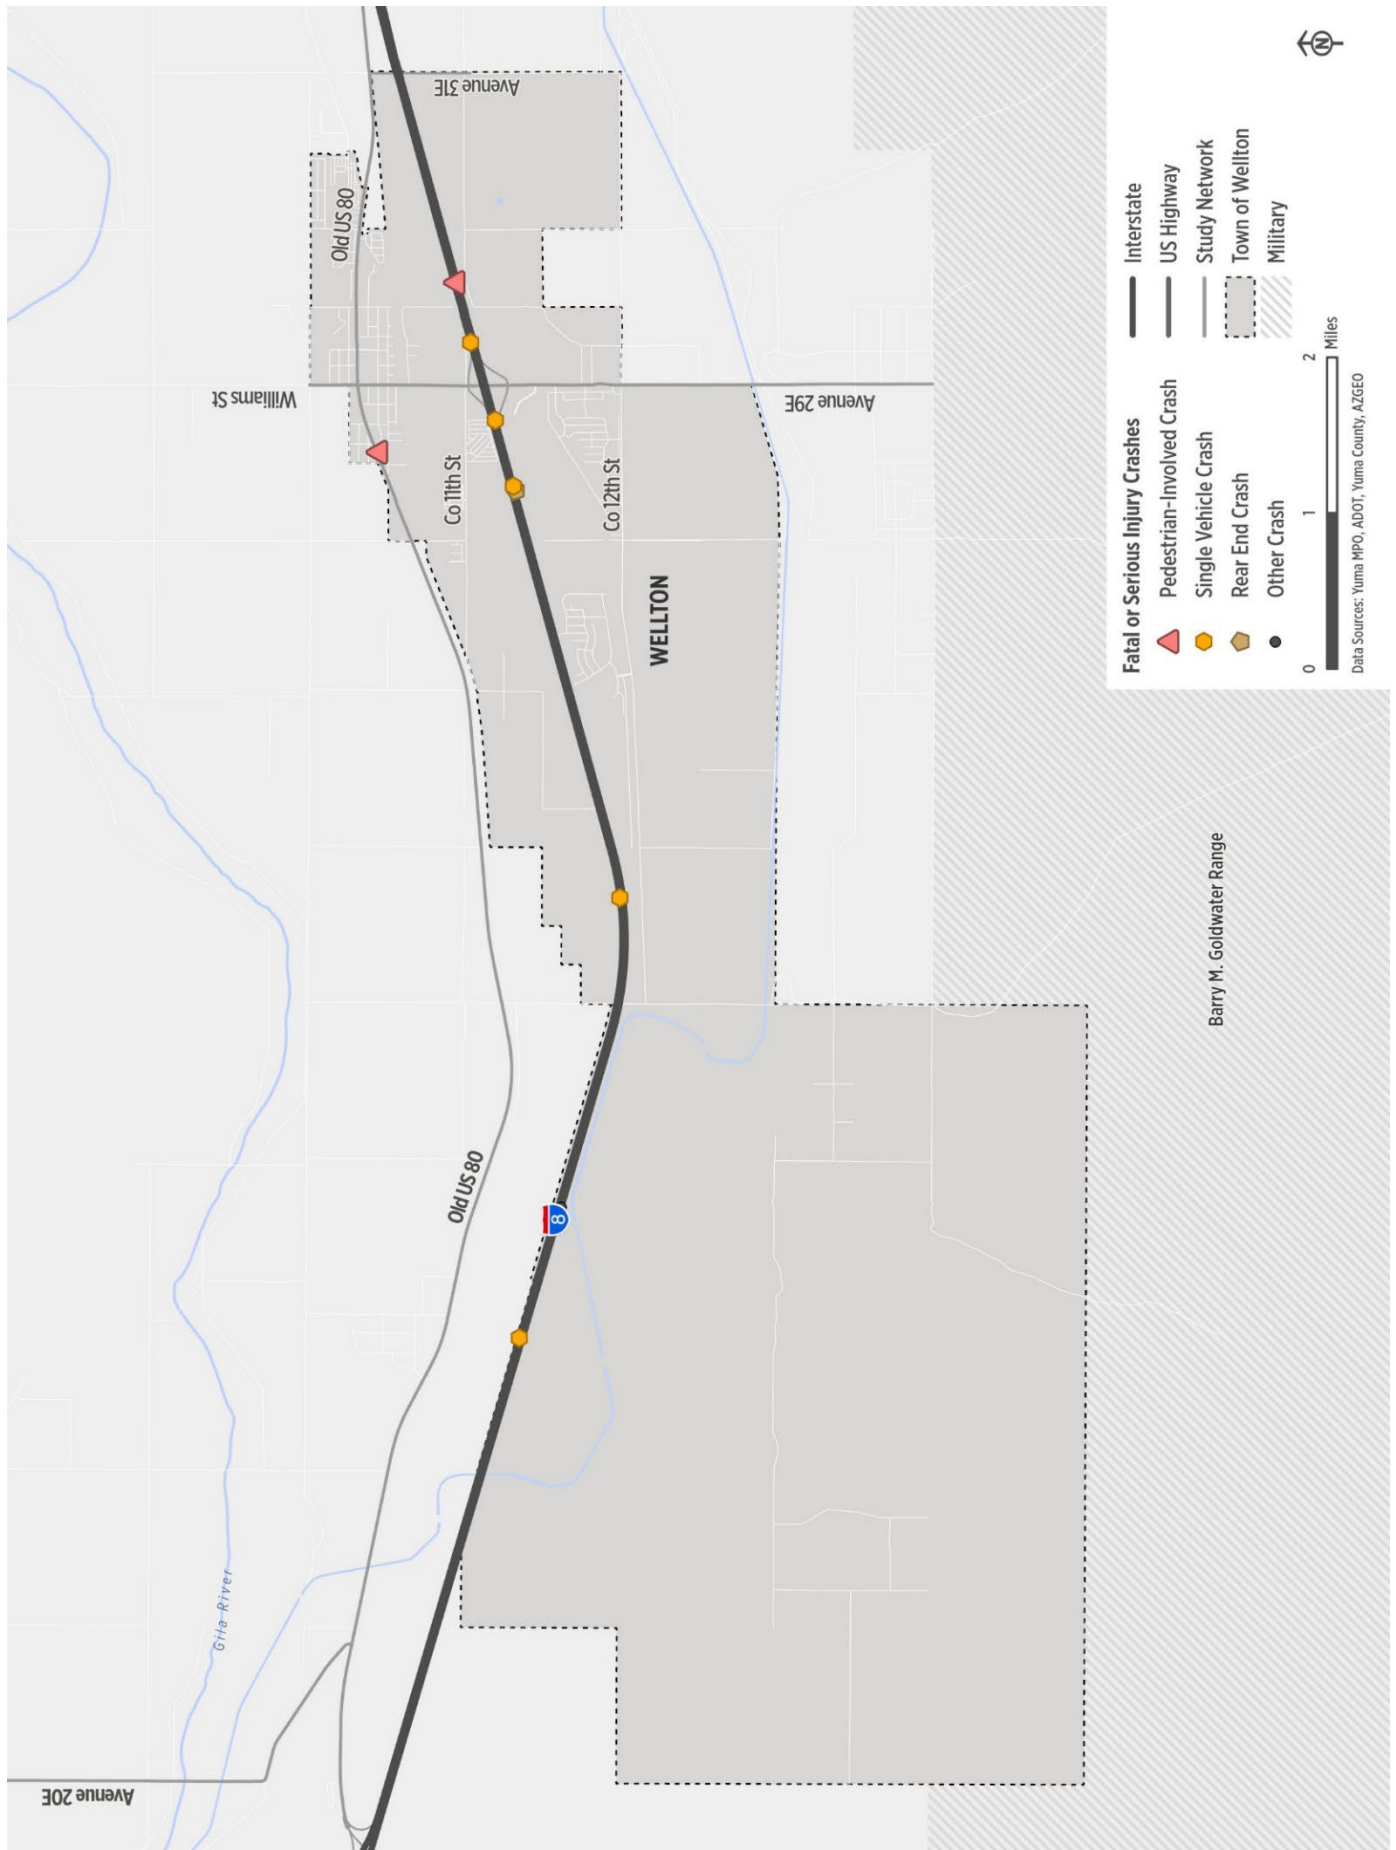 Avenue 31E
Old US 80
Williams St
Avenue 29E
Co 11th St
Co 12th St
WELLTON
Old US 80
8
Gila River
Avenue 20E
Barry M. Goldwater Range
Fatal or Serious Injury Crashes
Pedestrian-Involved Crash
Single Vehicle Crash
Rear End Crash
Other Crash
Interstate
US Highway
Study Network
Town of Wellton
Military
N
0 1 2 Miles
Data Sources: Yuma MPO, ADOT, Yuma County, AZGEO